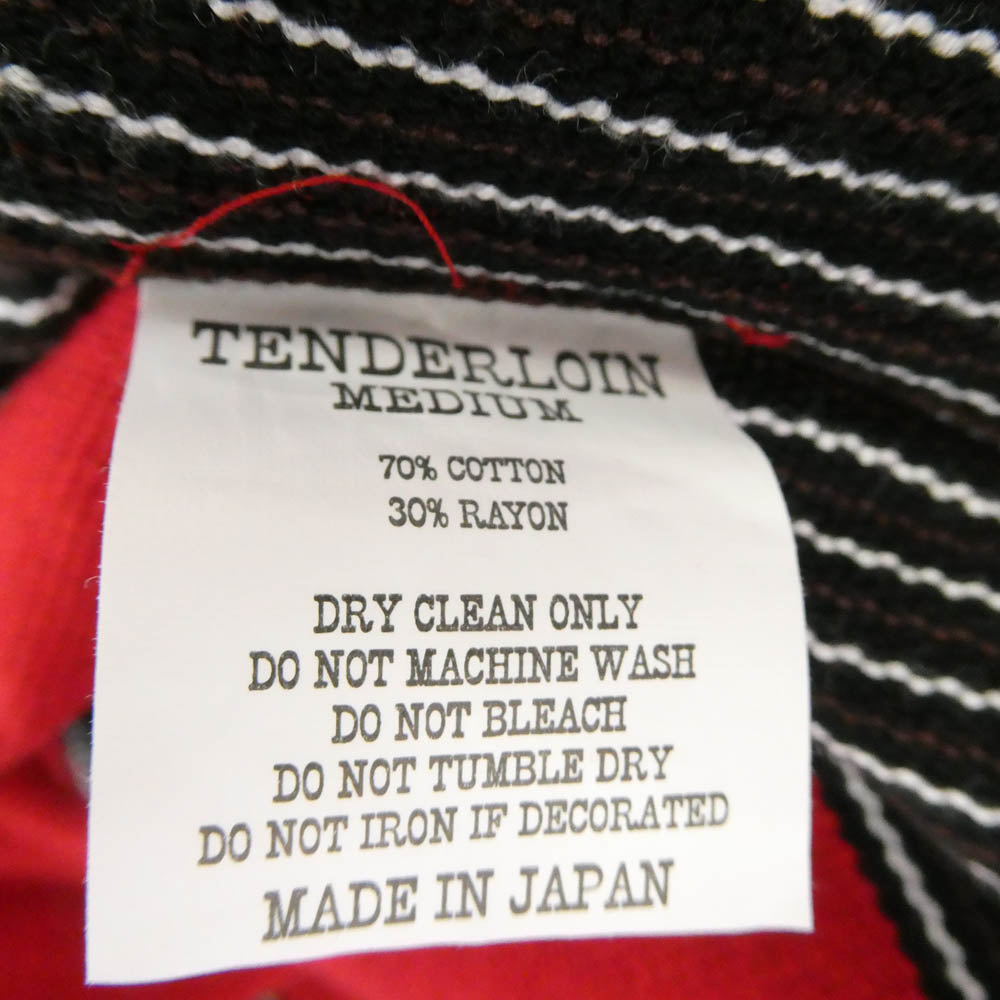 TENDERLOIN
MEDIUM
70% COTTON
30% RAYON
DRY CLEAN ONLY
DO NOT MACHINE WASH
DO NOT BLEACH
DO NOT TUMBLE DRY
DO NOT IRON IF DECORATED
MADE IN JAPAN